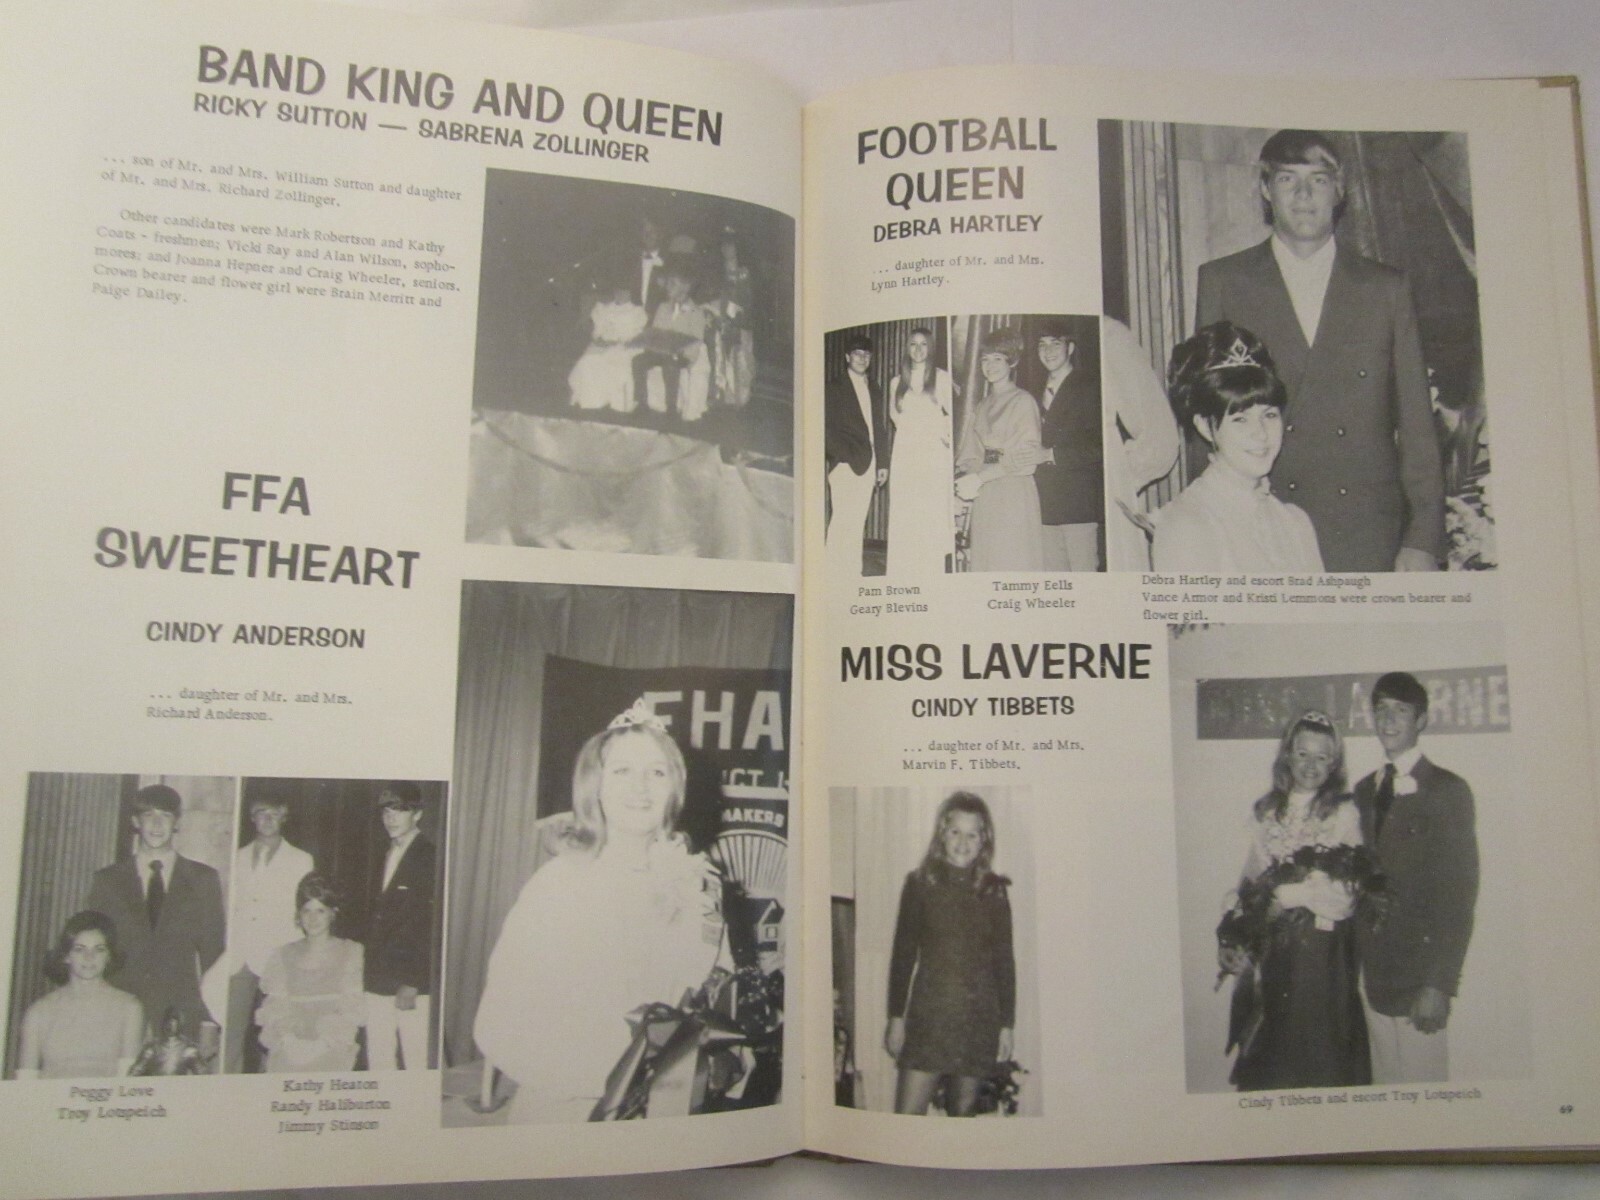 BAND KING AND QUEEN
RICKY SUTTON — SABRENA ZOLLINGER
... son of Mr. and Mrs. William Sutton and daughter
of Mr. and Mrs. Richard Zollinger.
Other candidates were Mark Robertson and Kathy
Coats - freshmen; Vicki Ray and Alan Wilson, sopho-
mores; and Joanna Hepner and Craig Wheeler, seniors.
Crown bearer and flower girl were Brain Merritt and
Paige Dailey.
FFA
SWEETHEART
CINDY ANDERSON
... daughter of Mr. and Mrs.
Richard Anderson.
FHA
ICT
MAKERS
Peggy Love
Troy Lotspeich
Kathy Heaton
Randy Haliburton
Jimmy Stinson
FOOTBALL
QUEEN
DEBRA HARTLEY
... daughter of Mr. and Mrs.
Lynn Hartley.
Pam Brown
Geary Blevins
Tammy Eells
Craig Wheeler
Debra Hartley and escort Brad Ashpaugh
Vance Armor and Kristi Lemmons were crown bearer and
flower girl.
MISS LAVERNE
CINDY TIBBETS
... daughter of Mr. and Mrs.
Marvin F. Tibbets.
MISS LAVERNE
Cindy Tibbets and escort Troy Lotspeich
69